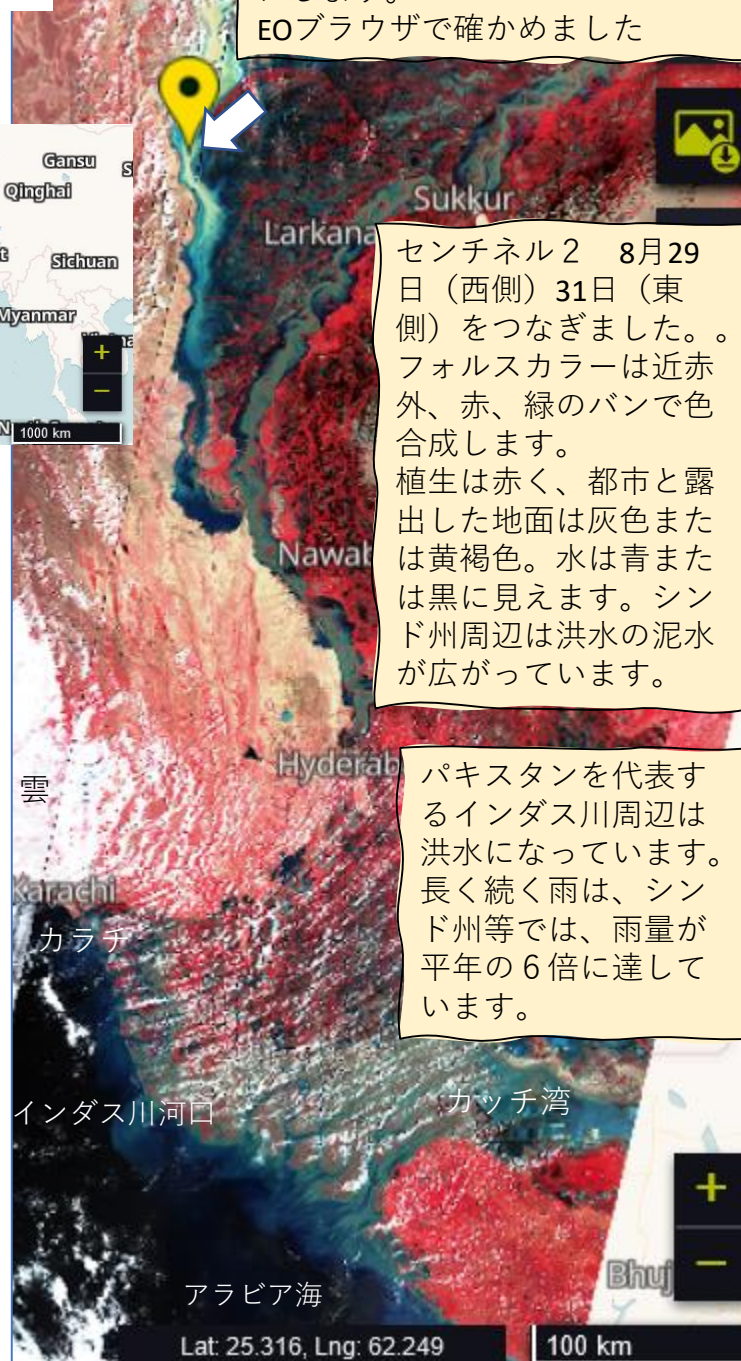 EOブラウザで確かめました
Gansu
Qinghai
Sichuan
Myanmar
+
−
1000 km
Sukkur
Larkana
センチネル２　8月29
日（西側）31日（東
側）をつなぎました。。
フォルスカラーは近赤
外、赤、緑のバンで色
合成します。
植生は赤く、都市と露
出した地面は灰色また
は黄褐色。水は青また
は黒に見えます。シン
ド州周辺は洪水の泥水
が広がっています。
Nawab
Hyderab
パキスタンを代表す
るインダス川周辺は
洪水になっています。
長く続く雨は、シン
ド州等では、雨量が
平年の６倍に達して
います。
雲
Karachi
カラチ
インダス川河口
カッチ湾
+
−
Bhuj
アラビア海
Lat: 25.316, Lng: 62.249
100 km